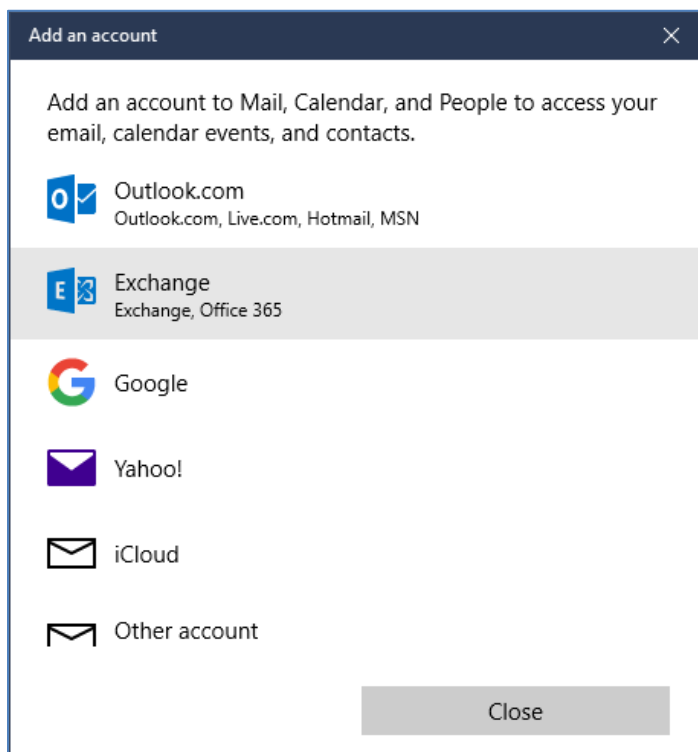 Add an account
Add an account to Mail, Calendar, and People to access your
email, calendar events, and contacts.
Outlook.com
Outlook.com, Live.com, Hotmail, MSN
Exchange
Exchange, Office 365
Google
Yahoo!
iCloud
Other account
Close